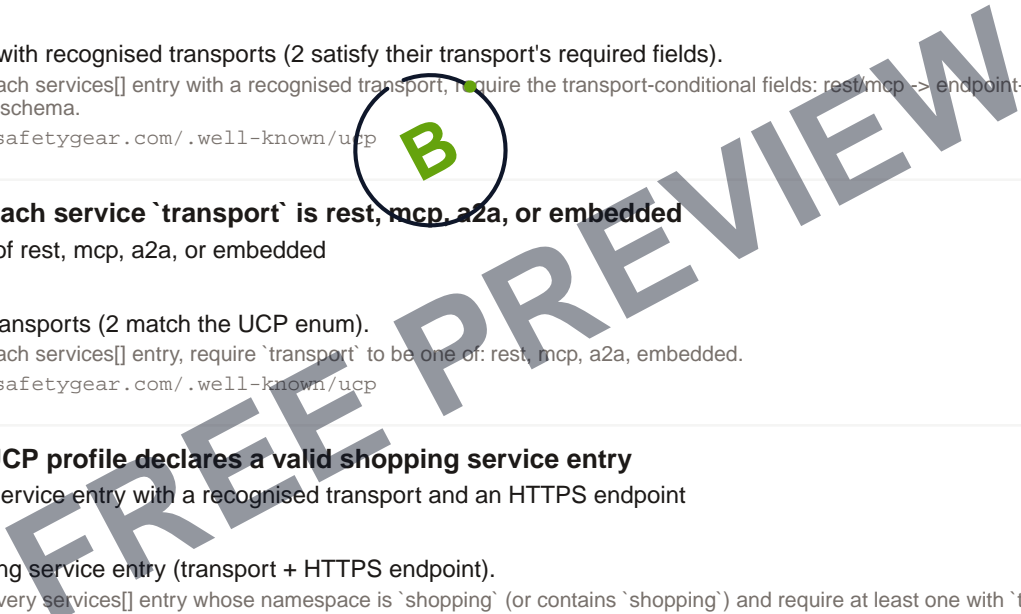 with recognised transports (2 satisfy their transport's required fields).
ach services[] entry with a recognised transport, require the transport-conditional fields: rest/mcp -> endpoint-
schema.
safetygear.com/.well-known/ucp
B
ach service `transport` is rest, mcp, a2a, or embedded
of rest, mcp, a2a, or embedded
ansports (2 match the UCP enum).
ach services[] entry, require `transport` to be one of: rest, mcp, a2a, embedded.
safetygear.com/.well-known/ucp
UCP profile declares a valid shopping service entry
ervice entry with a recognised transport and an HTTPS endpoint
ng service entry (transport + HTTPS endpoint).
very services[] entry whose namespace is `shopping` (or contains `shopping`) and require at least one with `t
FREE PREVIEW